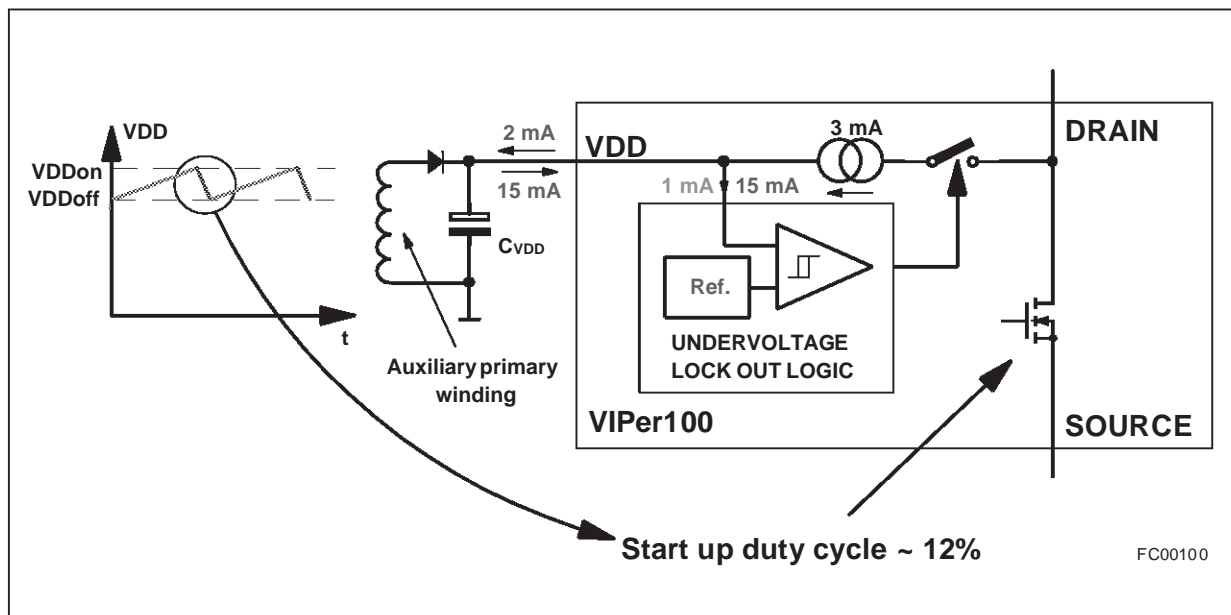 VDD
VDDon
VDDoff
t
2 mA
15 mA
CVDD
Auxiliary primary
winding
VDD
3 mA
1 mA 15 mA
Ref.
UNDERVOLTAGE
LOCK OUT LOGIC
VIPer100
DRAIN
SOURCE
Start up duty cycle ~ 12%
FC00100